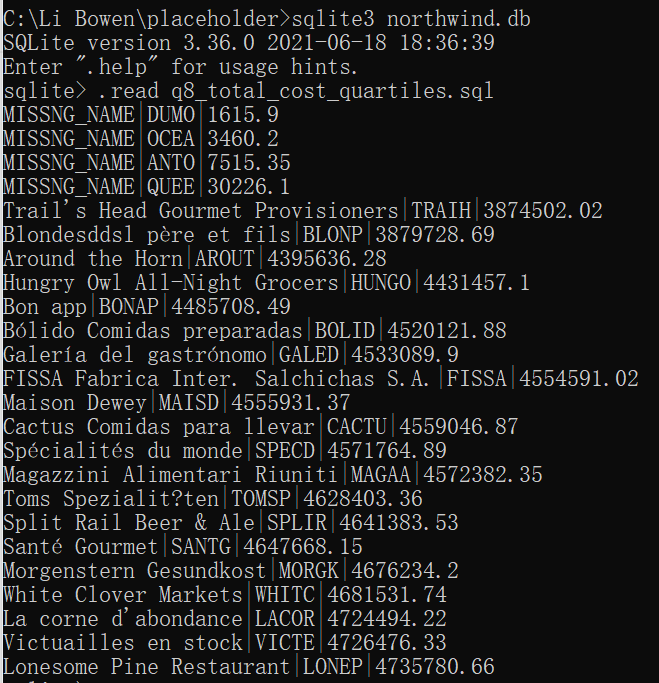 C:\Li Bowen\placeholder>sqlite3 northwind.db
SQLite version 3.36.0 2021-06-18 18:36:39
Enter ".help" for usage hints.
sqlite> .read q8_total_cost_quartiles.sql
MISSNG_NAME|DUMO|1615.9
MISSNG_NAME|OCEA|3460.2
MISSNG_NAME|ANTO|7515.35
MISSNG_NAME|QUEE|30226.1
Trail's Head Gourmet Provisioners|TRAIH|3874502.02
Blondesddsl père et fils|BLONP|3879728.69
Around the Horn|AROUT|4395636.28
Hungry Owl All-Night Grocers|HUNGO|4431457.1
Bon app|BONAP|4485708.49
Bólido Comidas preparadas|BOLID|4520121.88
Galería del gastrónomo|GALED|4533089.9
FISSA Fabrica Inter. Salchichas S.A.|FISSA|4554591.02
Maison Dewey|MAISD|4555931.37
Cactus Comidas para llevar|CACTU|4559046.87
Spécialités du monde|SPECD|4571764.89
Magazzini Alimentari Riuniti|MAGAA|4572382.35
Toms Spezialit?ten|TOMSP|4628403.36
Split Rail Beer & Ale|SPLIR|4641383.53
Santé Gourmet|SANTG|4647668.15
Morgenstern Gesundkost|MORGK|4676234.2
White Clover Markets|WHITC|4681531.74
La corne d'abondance|LACOR|4724494.22
Victuailles en stock|VICTE|4726476.33
Lonesome Pine Restaurant|LONEP|4735780.66